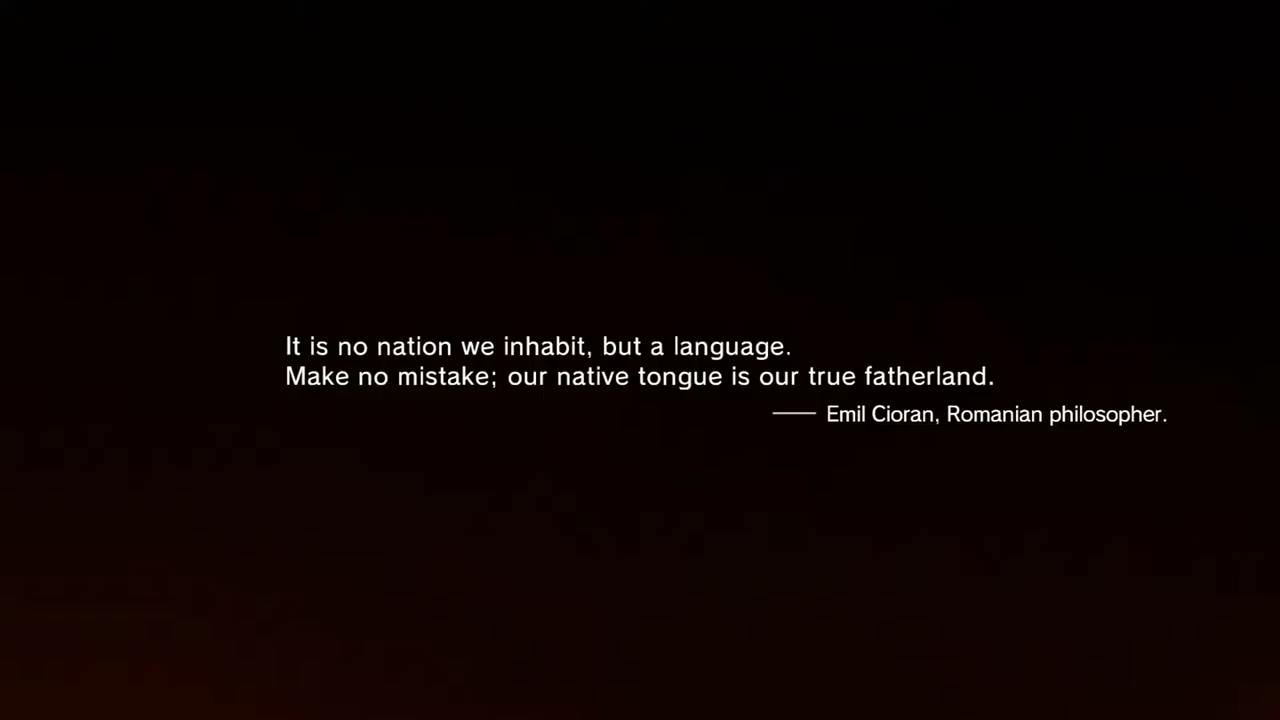 It is no nation we inhabit, but a language.
Make no mistake; our native tongue is our true fatherland.
—— Emil Cioran, Romanian philosopher.